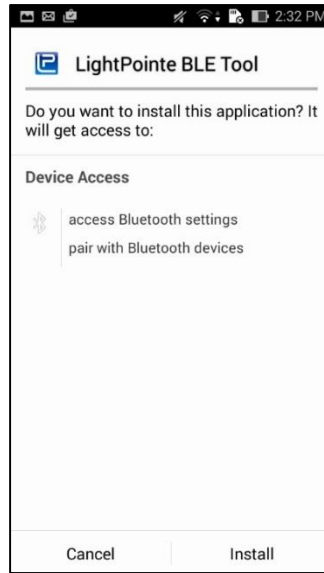 2:32 PM
LightPointe BLE Tool
Do you want to install this application? It
will get access to:
Device Access
access Bluetooth settings
pair with Bluetooth devices
Cancel
Install